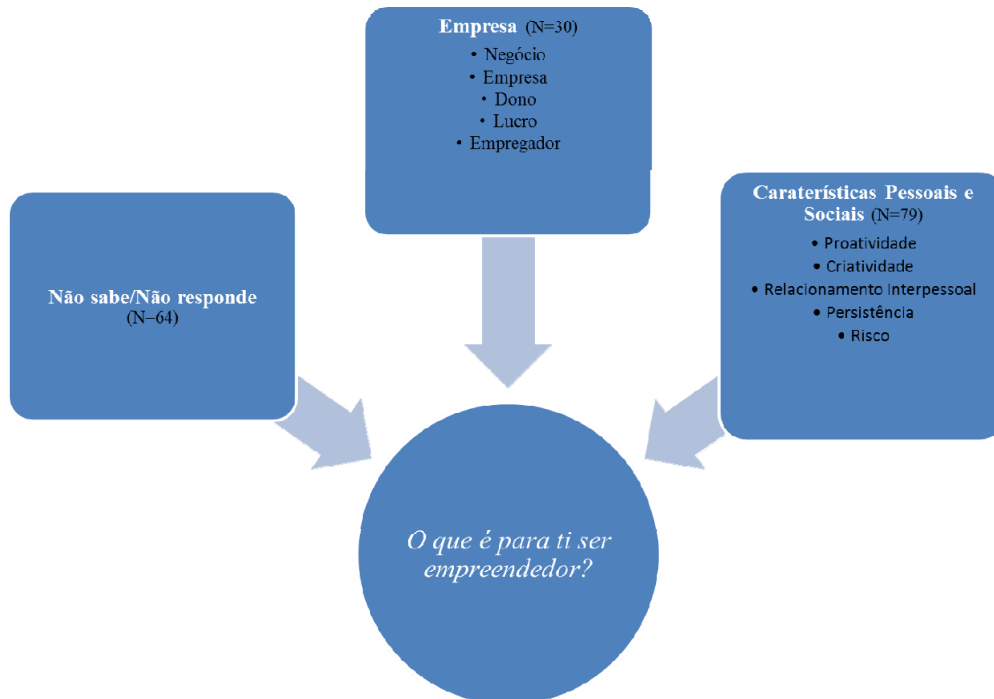 Empresa (N=30)
• Negócio
• Empresa
• Dono
• Lucro
• Empregador
Não sabe/Não responde
(N=64)
Caraterísticas Pessoais e
Sociais (N=79)
• Proatividade
• Criatividade
• Relacionamento Interpessoal
• Persistência
• Risco
O que é para ti ser
empreendedor?